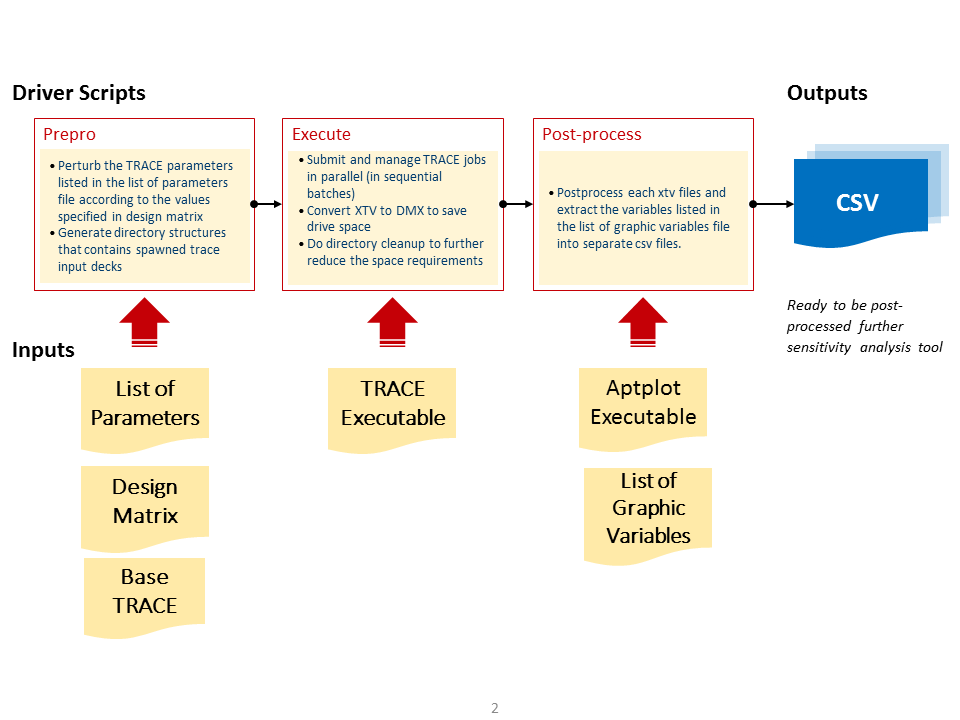 Driver Scripts
Outputs
Prepro
• Perturb the TRACE parameters
listed in the list of parameters
file according to the values
specified in design matrix
• Generate directory structures
that contains spawned trace
input decks
Execute
• Submit and manage TRACE jobs
in parallel (in sequential
batches)
• Convert XTV to DMX to save
drive space
• Do directory cleanup to further
reduce the space requirements
Post-process
• Postprocess each xtv files and
extract the variables listed in
the list of graphic variables file
into separate csv files.
CSV
Ready to be post-
processed further
sensitivity analysis tool
Inputs
List of
Parameters
Design
Matrix
Base
TRACE
TRACE
Executable
Aptplot
Executable
List of
Graphic
Variables
2